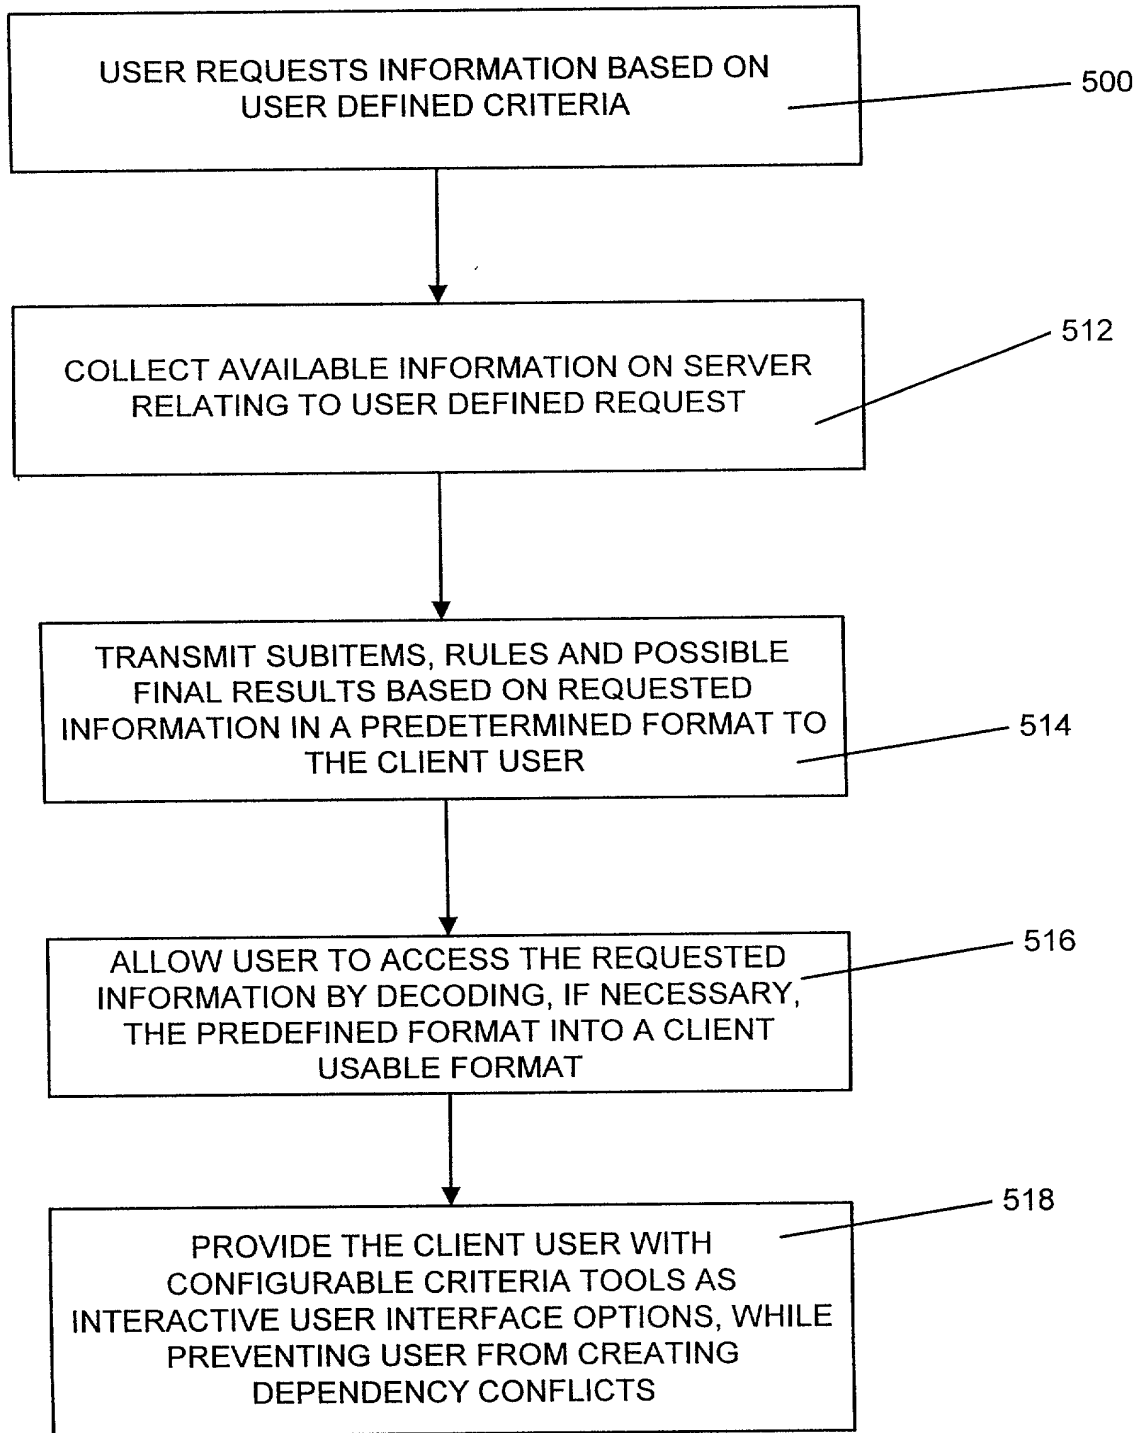 USER REQUESTS INFORMATION BASED ON
USER DEFINED CRITERIA
500
COLLECT AVAILABLE INFORMATION ON SERVER
RELATING TO USER DEFINED REQUEST
512
TRANSMIT SUBITEMS, RULES AND POSSIBLE
FINAL RESULTS BASED ON REQUESTED
INFORMATION IN A PREDETERMINED FORMAT TO
THE CLIENT USER
514
ALLOW USER TO ACCESS THE REQUESTED
INFORMATION BY DECODING, IF NECESSARY,
THE PREDEFINED FORMAT INTO A CLIENT
USABLE FORMAT
516
PROVIDE THE CLIENT USER WITH
CONFIGURABLE CRITERIA TOOLS AS
INTERACTIVE USER INTERFACE OPTIONS, WHILE
PREVENTING USER FROM CREATING
DEPENDENCY CONFLICTS
518